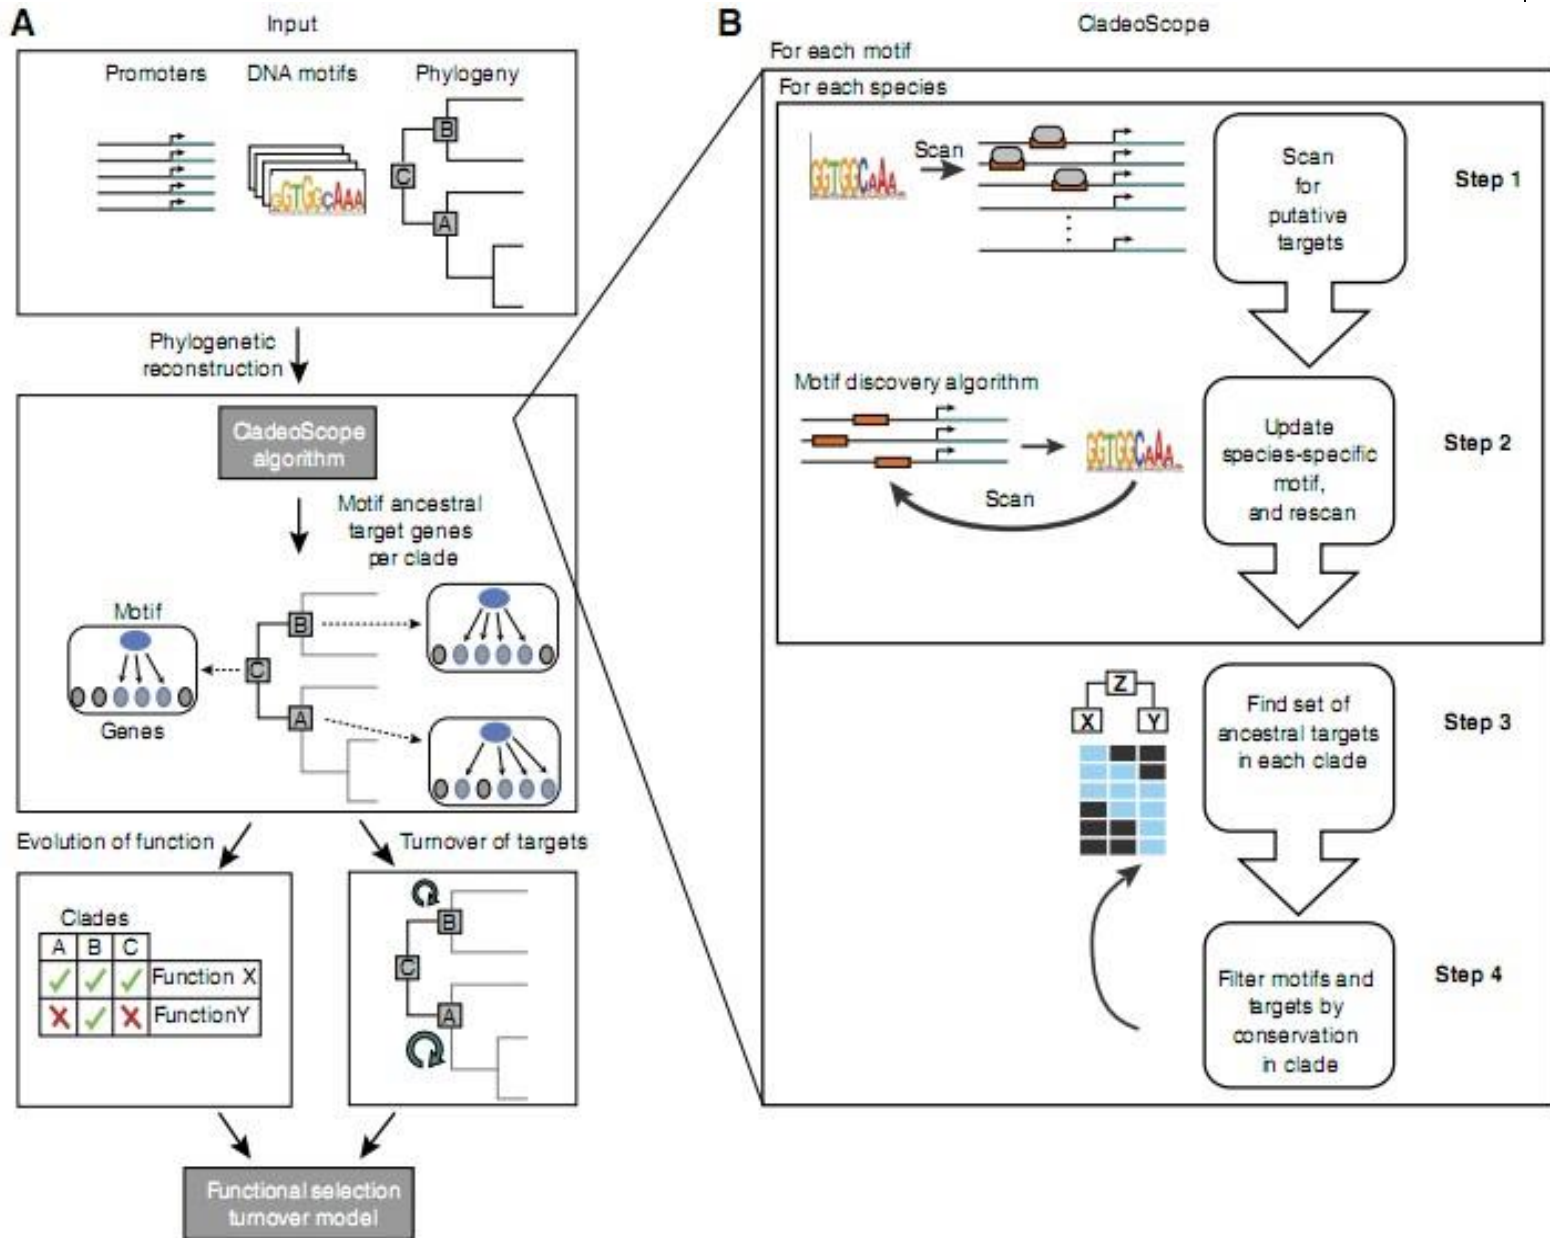 A
Input
Promoters
DNA motifs
Phylogeny
B
C
A
GGTGGCAAA
Phylogenetic
reconstruction
CladeoScope
algorithm
Motif ancestral
target genes
per clade
Motif
Genes
B
C
A
Evolution of function
Turnover of targets
Clades
A B C
Function X
FunctionY
B
C
A
Functional selection
turnover model
B
CladeoScope
For each motif
For each species
GGTGGCAAA
Scan
Scan
for
putative
targets
Step 1
Motif discovery algorithm
GGTGGCAAA
Scan
Update
species-specific
motif,
and rescan
Step 2
Z
X
Y
Find set of
ancestral targets
in each clade
Step 3
Filter motifs and
targets by
conservation
in clade
Step 4